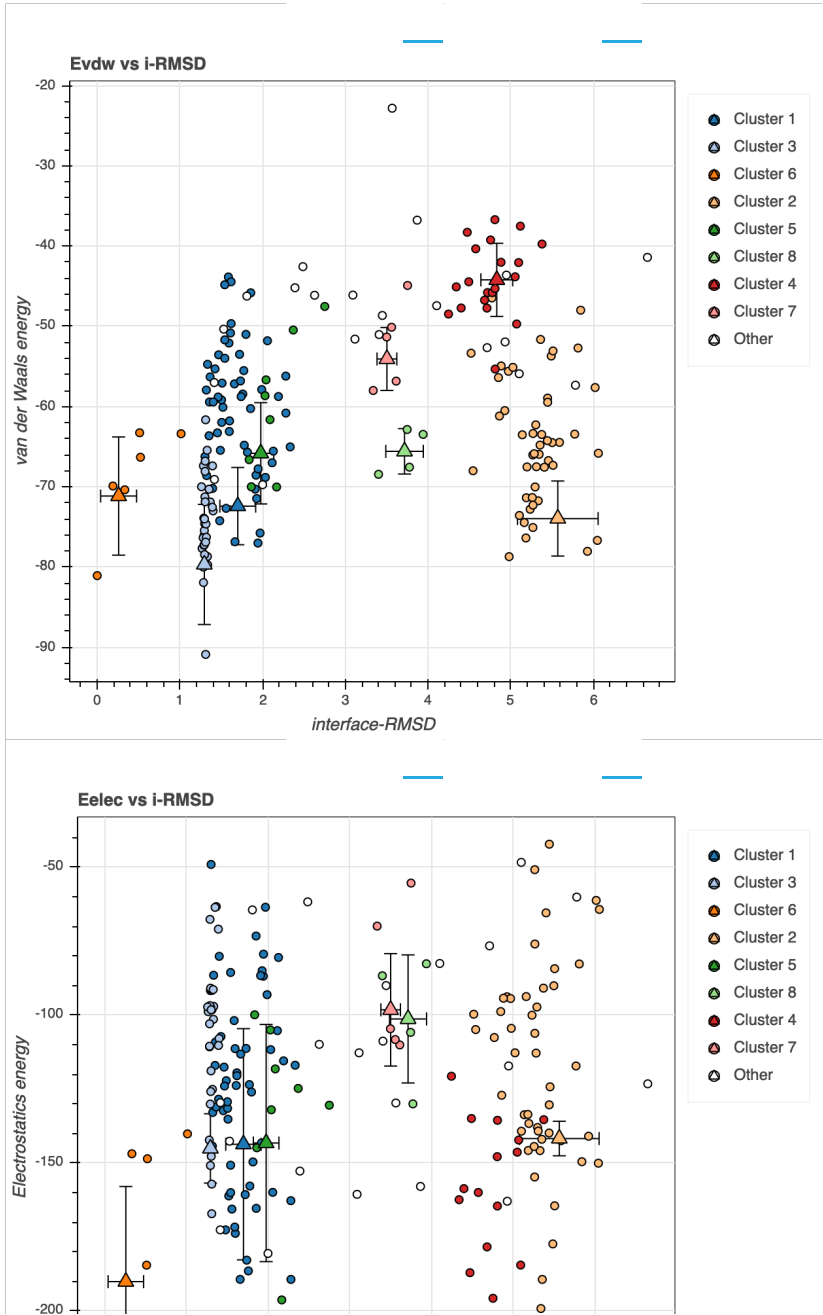 Evdw vs i-RMSD
-20
-30
-40
-50
-60
-70
-80
-90
van der Waals energy
0 1 2 3 4 5 6
interface-RMSD
Cluster 1
Cluster 3
Cluster 6
Cluster 2
Cluster 5
Cluster 8
Cluster 4
Cluster 7
Other
Eelec vs i-RMSD
-50
-100
-150
-200
Electrostatics energy
Cluster 1
Cluster 3
Cluster 6
Cluster 2
Cluster 5
Cluster 8
Cluster 4
Cluster 7
Other